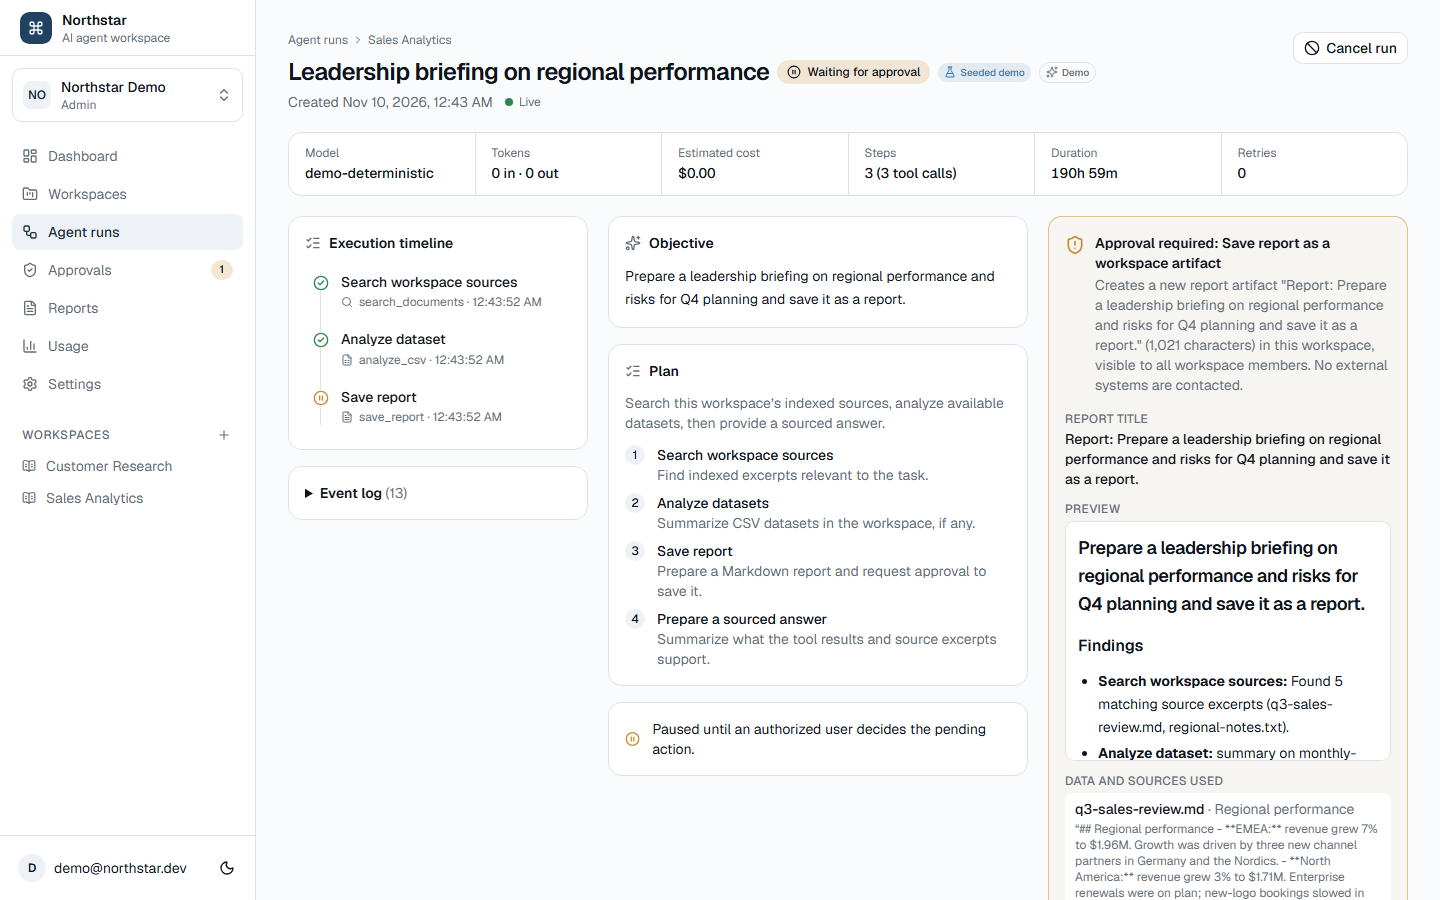 Northstar
AI agent workspace
NO
Northstar Demo
Admin
Dashboard
Workspaces
Agent runs
Approvals
1
Reports
Usage
Settings
WORKSPACES
Customer Research
Sales Analytics
D
demo@northstar.dev
Agent runs
Sales Analytics
Leadership briefing on regional performance
Waiting for approval
Seeded demo
Demo
Created Nov 10, 2026, 12:43 AM
Live
Cancel run
Model
demo-deterministic
Tokens
0 in · 0 out
Estimated cost
$0.00
Steps
3 (3 tool calls)
Duration
190h 59m
Retries
0
Execution timeline
Search workspace sources
search_documents · 12:43:52 AM
Analyze dataset
analyze_csv · 12:43:52 AM
Save report
save_report · 12:43:52 AM
Event log (13)
Objective
Prepare a leadership briefing on regional performance and
risks for Q4 planning and save it as a report.
Plan
Search this workspace's indexed sources, analyze available
datasets, then provide a sourced answer.
1
Search workspace sources
Find indexed excerpts relevant to the task.
2
Analyze datasets
Summarize CSV datasets in the workspace, if any.
3
Save report
Prepare a Markdown report and request approval to
save it.
4
Prepare a sourced answer
Summarize what the tool results and source excerpts
support.
Paused until an authorized user decides the pending
action.
Approval required: Save report as a
workspace artifact
Creates a new report artifact "Report: Prepare
a leadership briefing on regional performance
and risks for Q4 planning and save it as a
report." (1,021 characters) in this workspace,
visible to all workspace members. No external
systems are contacted.
REPORT TITLE
Report: Prepare a leadership briefing on regional
performance and risks for Q4 planning and save it
as a report.
PREVIEW
Prepare a leadership briefing on
regional performance and risks for
Q4 planning and save it as a report.
Findings
• Search workspace sources: Found 5
matching source excerpts (q3-sales-
review.md, regional-notes.txt).
• Analyze dataset: summary on monthly-
DATA AND SOURCES USED
q3-sales-review.md · Regional performance
"## Regional performance - **EMEA:** revenue grew 7%
to $1.96M. Growth was driven by three new channel
partners in Germany and the Nordics. - **North
America:** revenue grew 3% to $1.71M. Enterprise
renewals were on plan; new-logo bookings slowed in